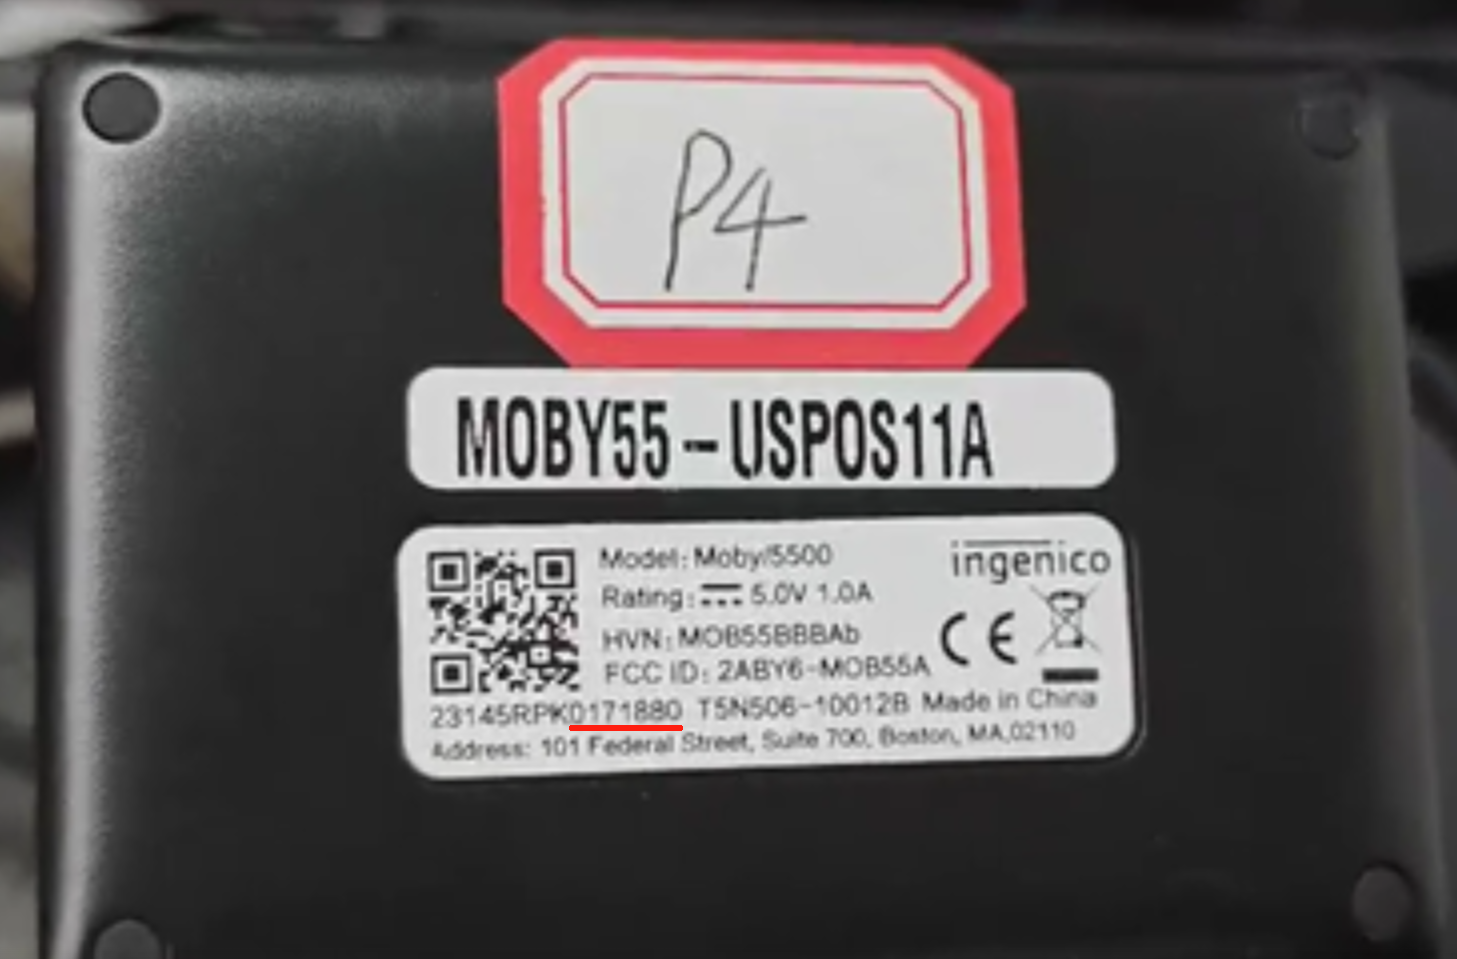 P4
MOBY55-USPOS11A
Model: Moby/5500
ingenico
Rating: 5.0V 1.0A
HVN: MOB55BBBAb
CE
FCC ID: 2ABY6-MOB55A
23145RPK0171880 T5N506-10012B Made in China
Address: 101 Federal Street, Suite 700, Boston, MA,02110